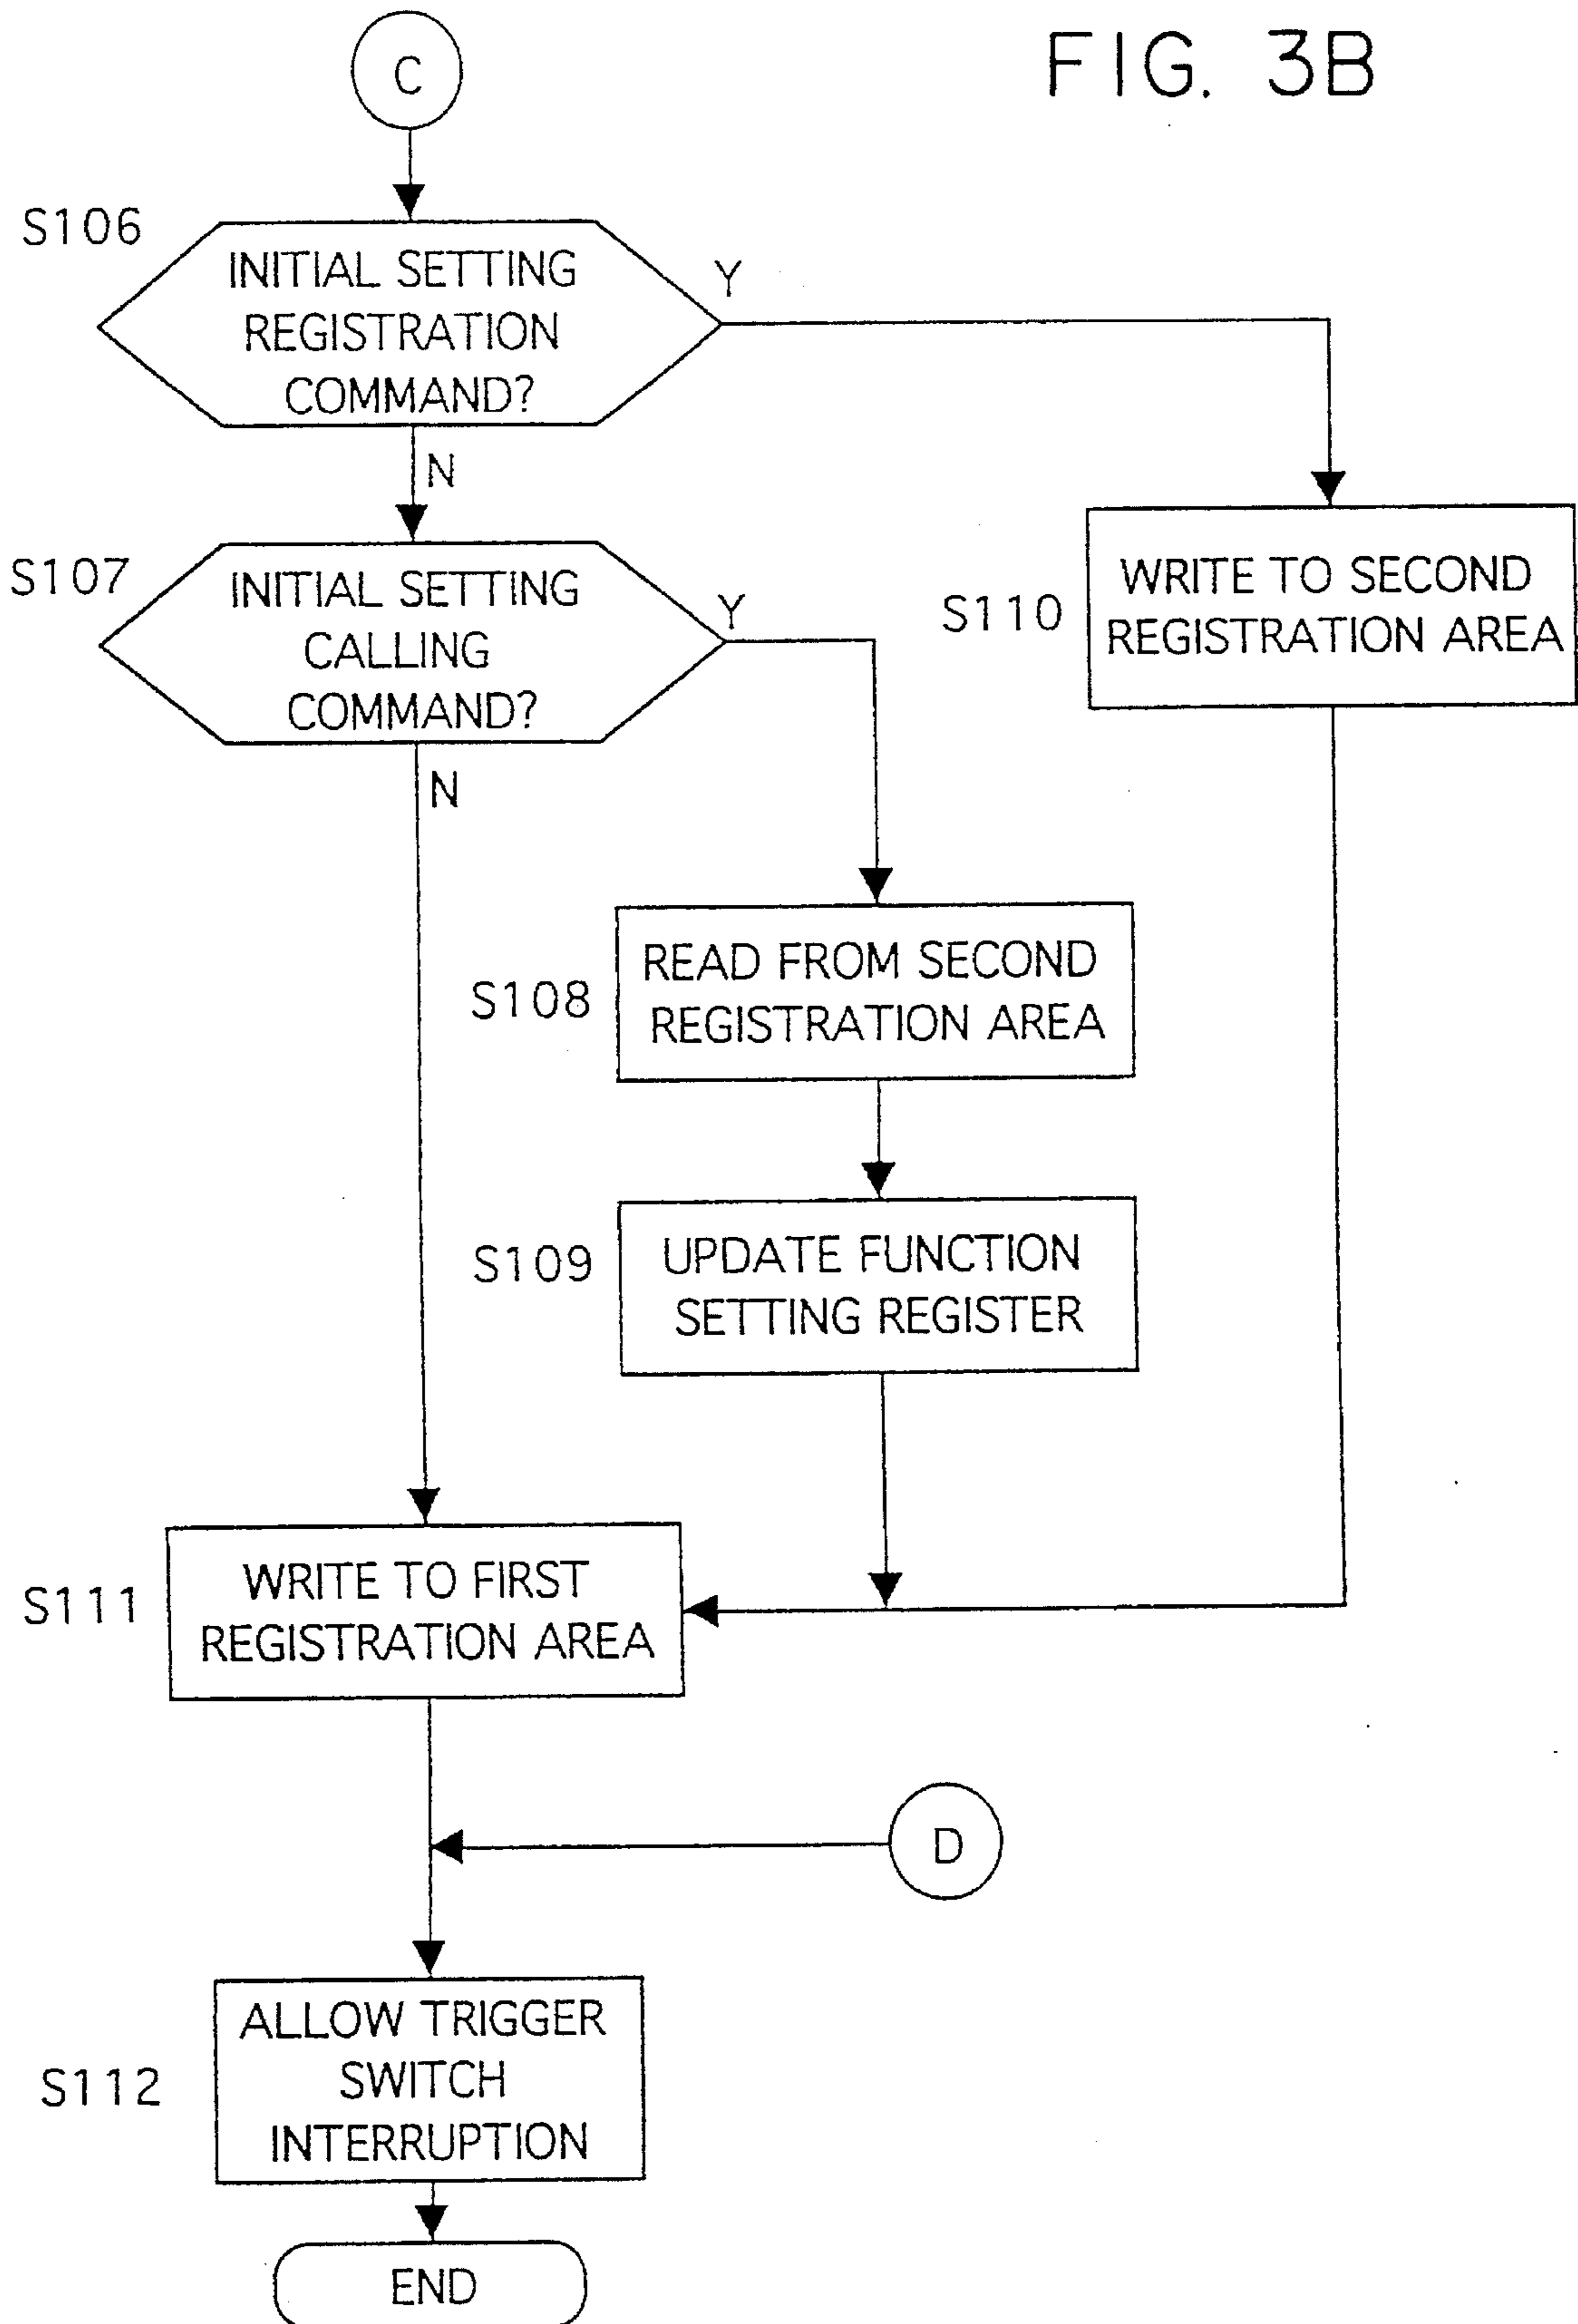 FIG. 3B
C
S106
INITIAL SETTING
REGISTRATION
COMMAND?
Y
N
S107
INITIAL SETTING
CALLING
COMMAND?
Y
N
S110
WRITE TO SECOND
REGISTRATION AREA
S108
READ FROM SECOND
REGISTRATION AREA
S109
UPDATE FUNCTION
SETTING REGISTER
S111
WRITE TO FIRST
REGISTRATION AREA
D
S112
ALLOW TRIGGER
SWITCH
INTERRUPTION
END